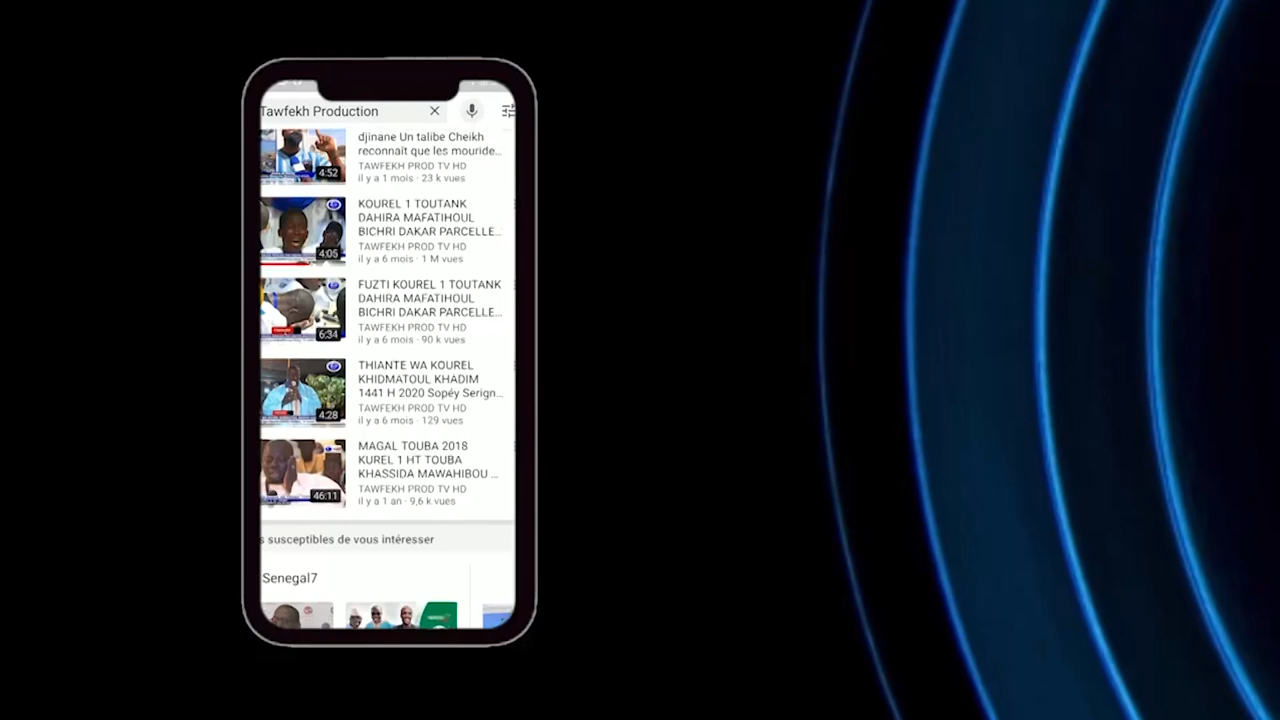 Tawfekh Production
djinane Un talibe Cheikh
reconnaît que les mouride...
TAWFEKH PROD TV HD
il y a 1 mois · 23 k vues
4:52
KOUREL 1 TOUTANK
DAHIRA MAFATIHOUL
BICHRI DAKAR PARCELLE...
TAWFEKH PROD TV HD
il y a 6 mois · 1 M vues
4:05
FUZTI KOUREL 1 TOUTANK
DAHIRA MAFATIHOUL
BICHRI DAKAR PARCELLE...
TAWFEKH PROD TV HD
il y a 6 mois · 90 k vues
6:34
THIANTE WA KOUREL
KHIDMATOUL KHADIM
1441 H 2020 Sopéy Serign...
TAWFEKH PROD TV HD
il y a 6 mois · 129 vues
4:28
MAGAL TOUBA 2018
KUREL 1 HT TOUBA
KHASSIDA MAWAHIBOU ...
TAWFEKH PROD TV HD
il y a 1 an · 9,6 k vues
46:11
s susceptibles de vous intéresser
Senegal7